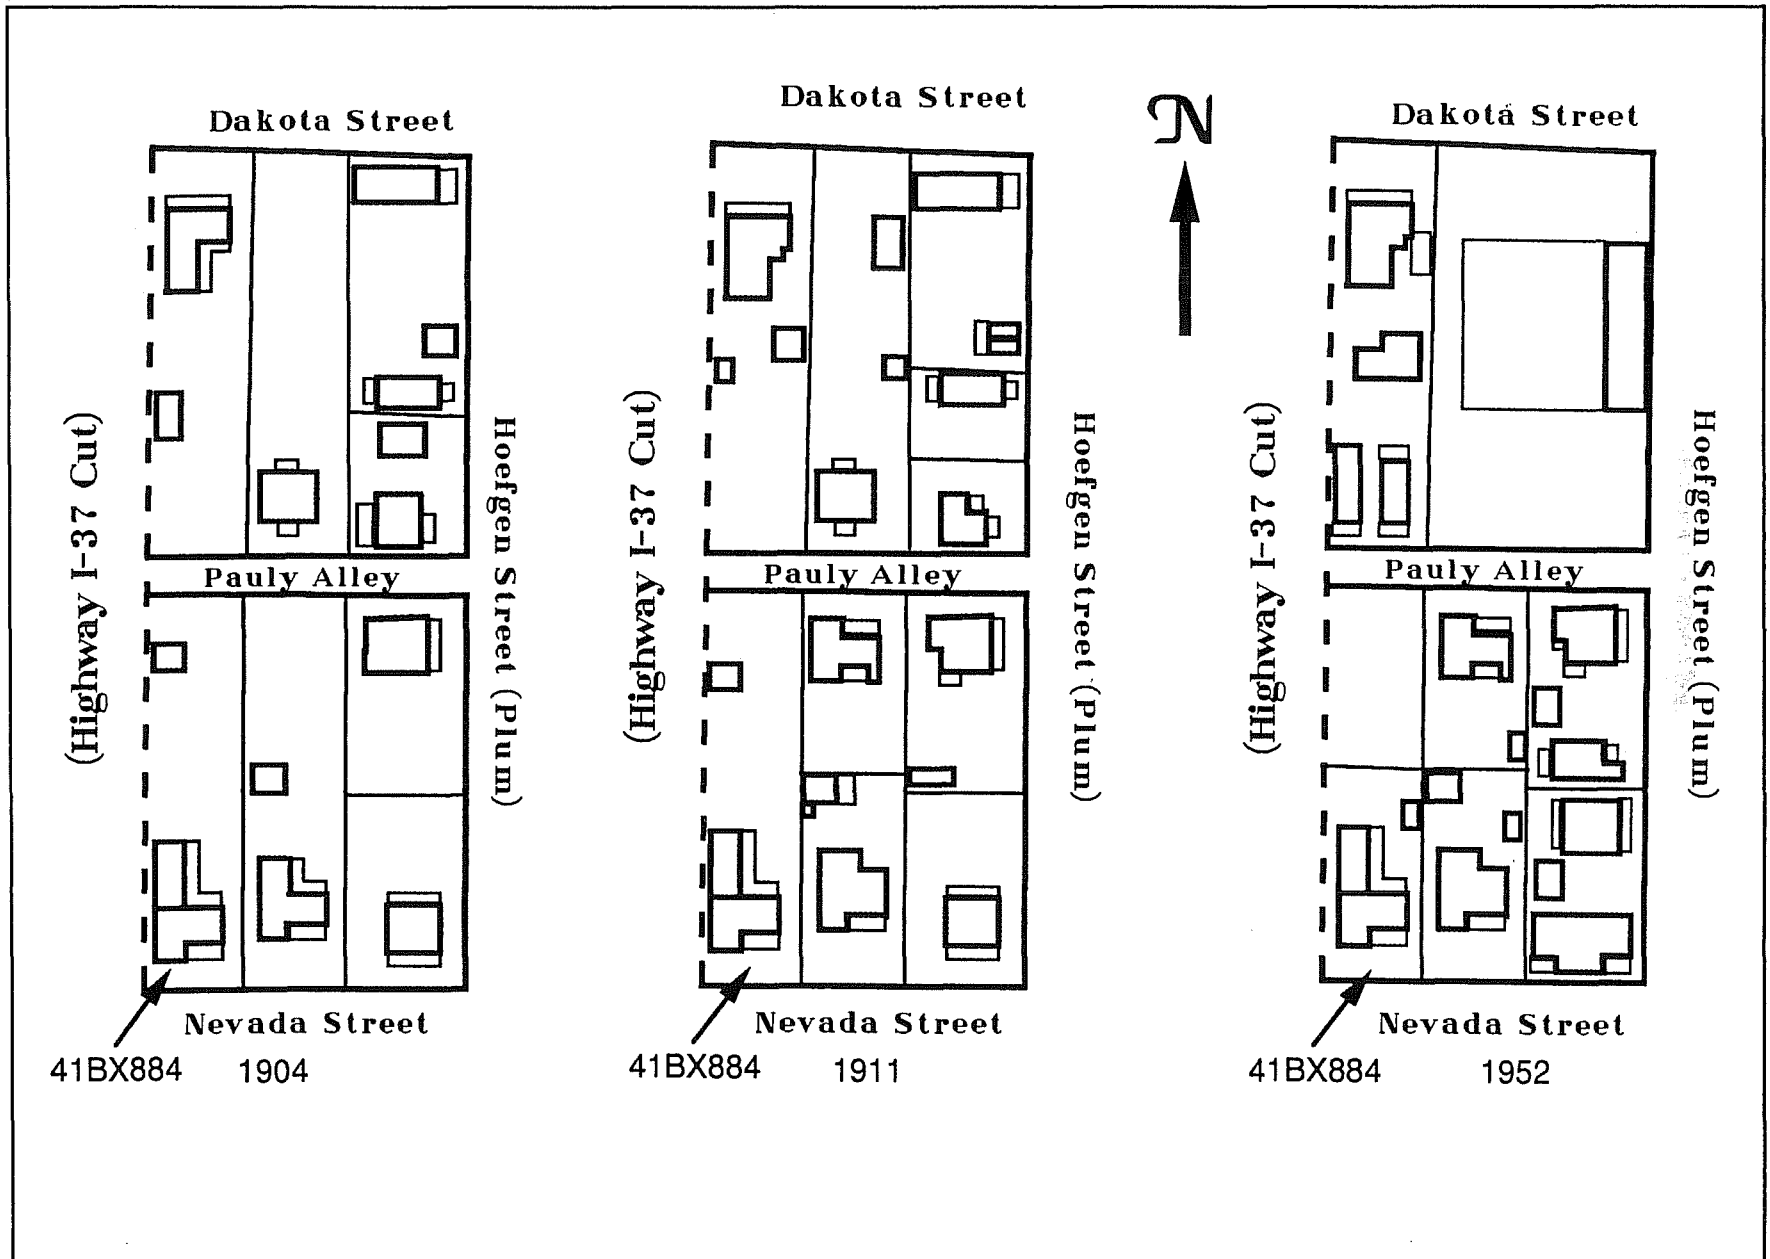 Dakota Street
(Highway I-37 Cut)
Hoefgen Street (Plum)
Pauly Alley
Nevada Street
41BX884
1904
Dakota Street
(Highway I-37 Cut)
Hoefgen Street (Plum)
Pauly Alley
Nevada Street
41BX884
1911
N
Dakota Street
(Highway I-37 Cut)
Hoefgen Street (Plum)
Pauly Alley
Nevada Street
41BX884
1952